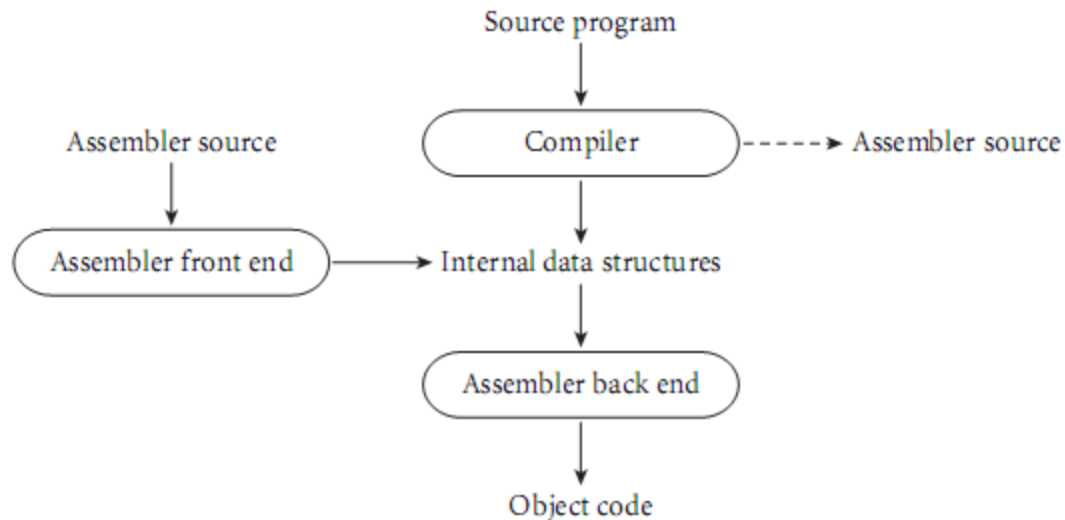 Source program
Assembler source
Compiler
Assembler source
Assembler front end
Internal data structures
Assembler back end
Object code